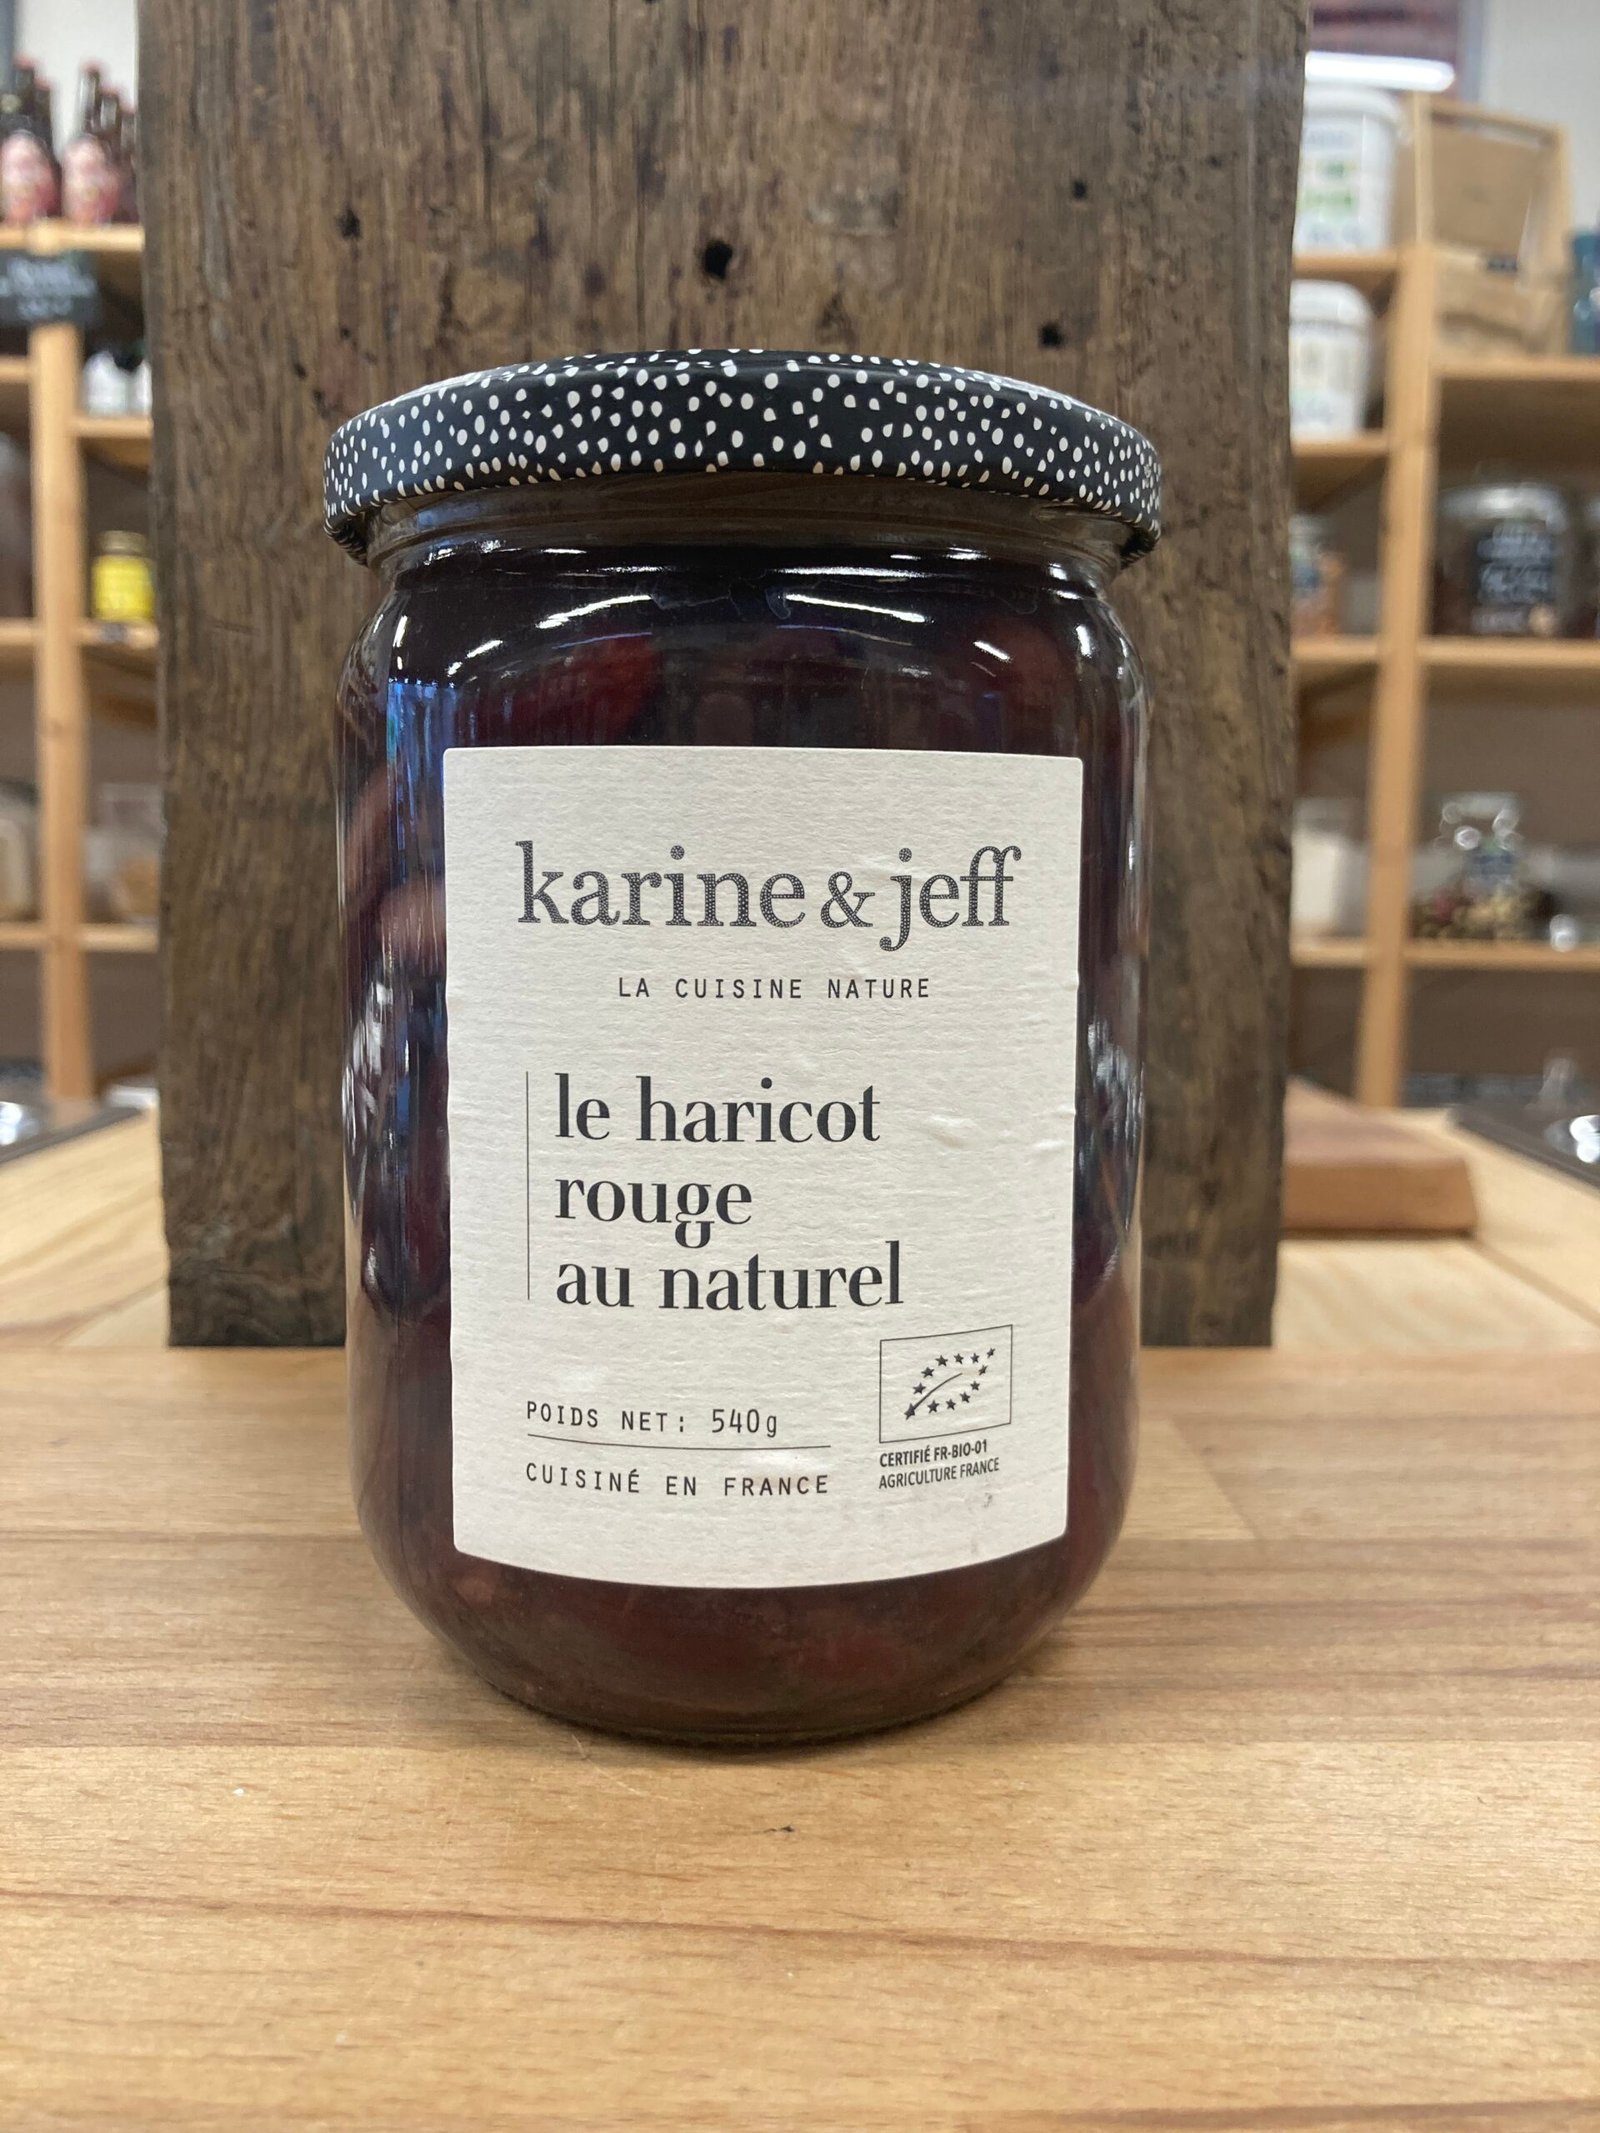 karine & jeff
LA CUISINE NATURE
le haricot
rouge
au naturel
POIDS NET: 540g
CUISINÉ EN FRANCE
CERTIFIÉ FR-BIO-01
AGRICULTURE FRANCE